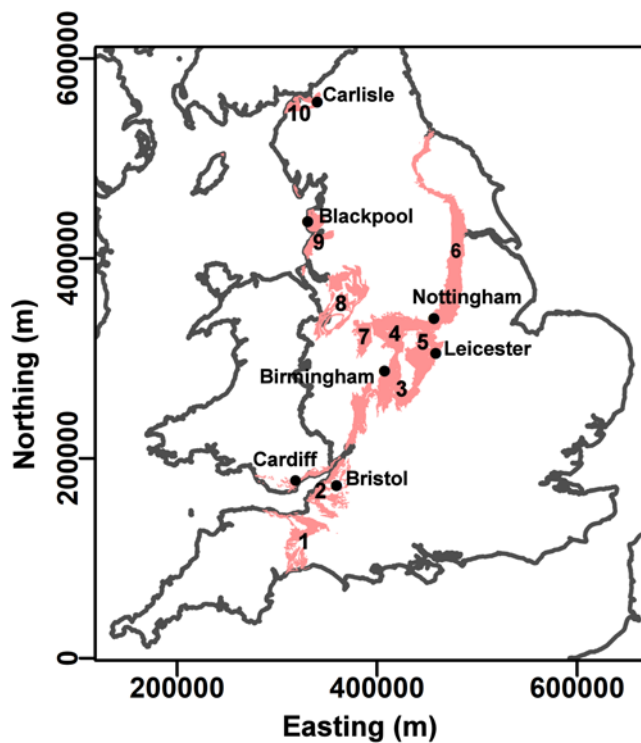 600000
Carlisle
10
Blackpool
9
6
400000
Nottingham
8
4
7
5
Leicester
Birmingham
3
200000
Cardiff
Bristol
2
1
0
200000
400000
600000
Northing (m)
Easting (m)